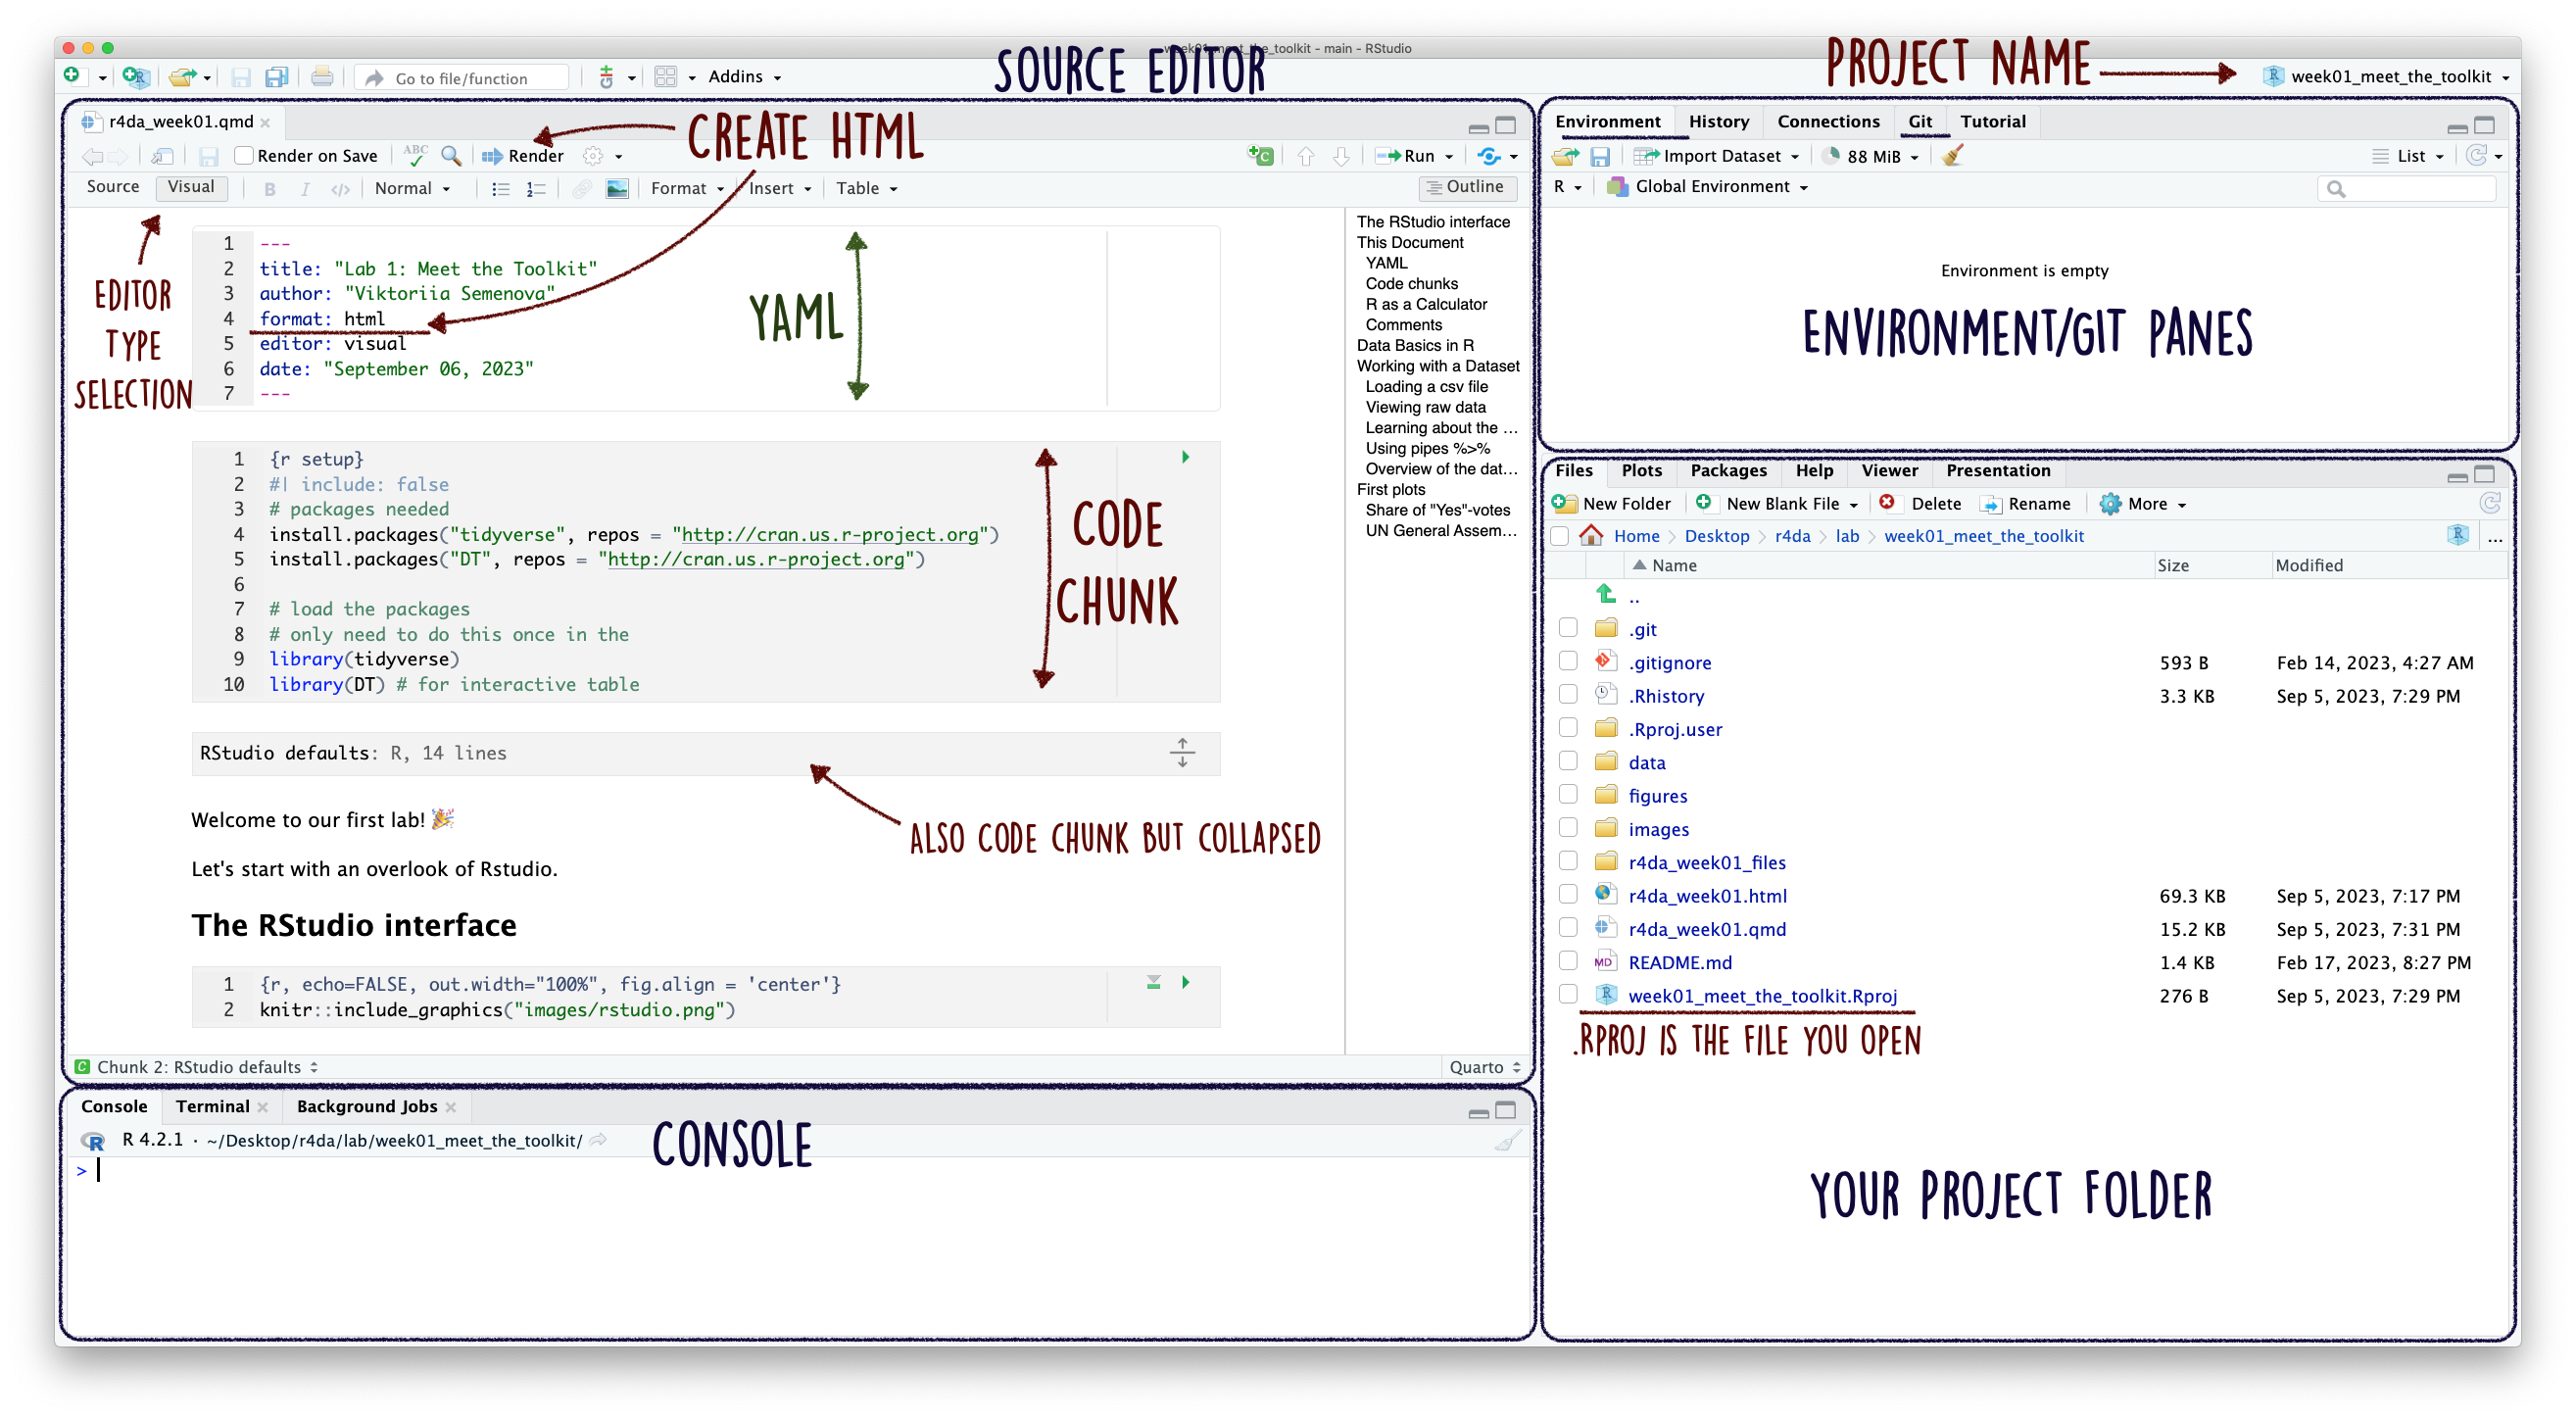 week01_meet_the_toolkit - main - RStudio
SOURCE EDITOR
PROJECT NAME
Go to file/function
Addins
week01_meet_the_toolkit
r4da_week01.qmd
CREATE HTML
Render on Save
ABC
Render
Run
Source
Visual
B
I
</>
Normal
Format
Insert
Table
Outline
EDITOR
TYPE
SELECTION
1 ---
2 title: "Lab 1: Meet the Toolkit"
3 author: "Viktoriia Semenova"
4 format: html
5 editor: visual
6 date: "September 06, 2023"
7 ---
YAML
1 {r setup}
2 #| include: false
3 # packages needed
4 install.packages("tidyverse", repos = "http://cran.us.r-project.org")
5 install.packages("DT", repos = "http://cran.us.r-project.org")
6
7 # load the packages
8 # only need to do this once in the
9 library(tidyverse)
10 library(DT) # for interactive table
CODE
CHUNK
RStudio defaults: R, 14 lines
ALSO CODE CHUNK BUT COLLAPSED
Welcome to our first lab! 🎉
Let's start with an overlook of Rstudio.
The RStudio interface
1 {r, echo=FALSE, out.width="100%", fig.align = 'center'}
2 knitr::include_graphics("images/rstudio.png")
C Chunk 2: RStudio defaults
Quarto
The RStudio interface
This Document
YAML
Code chunks
R as a Calculator
Comments
Data Basics in R
Working with a Dataset
Loading a csv file
Viewing raw data
Learning about the ...
Using pipes %>%
Overview of the dat...
First plots
Share of "Yes"-votes
UN General Assem...
Console
Terminal
Background Jobs
R 4.2.1 · ~/Desktop/r4da/lab/week01_meet_the_toolkit/
CONSOLE
>
Environment
History
Connections
Git
Tutorial
Import Dataset
88 MiB
List
R
Global Environment
Environment is empty
ENVIRONMENT/GIT PANES
Files
Plots
Packages
Help
Viewer
Presentation
New Folder
New Blank File
Delete
Rename
More
Home
Desktop
r4da
lab
week01_meet_the_toolkit
...
Name Size Modified
..
.git
.gitignore 593 B Feb 14, 2023, 4:27 AM
.Rhistory 3.3 KB Sep 5, 2023, 7:29 PM
.Rproj.user
data
figures
images
r4da_week01_files
r4da_week01.html 69.3 KB Sep 5, 2023, 7:17 PM
r4da_week01.qmd 15.2 KB Sep 5, 2023, 7:31 PM
README.md 1.4 KB Feb 17, 2023, 8:27 PM
week01_meet_the_toolkit.Rproj 276 B Sep 5, 2023, 7:29 PM
.RPROJ IS THE FILE YOU OPEN
YOUR PROJECT FOLDER